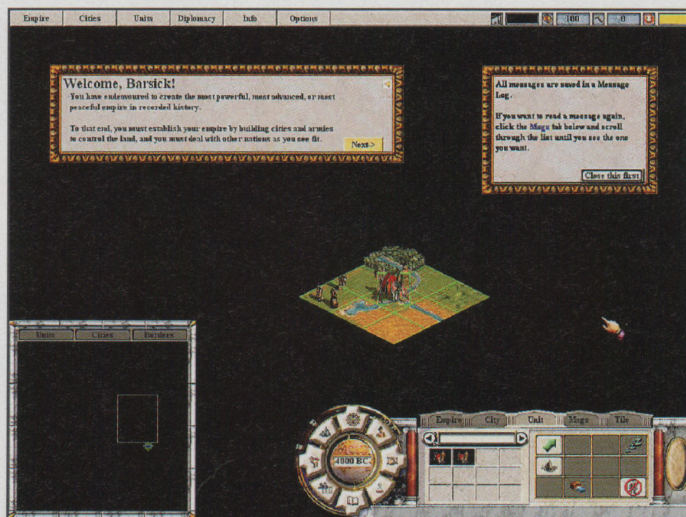 Empire Cities Units Diplomacy Info Options 100 0
Welcome, Barsick!
You have endeavoured to create the most powerful, most advanced, or most
peaceful empire in recorded history.
To that end, you must establish your empire by building cities and armies
to control the land, and you must deal with other nations as you see fit.
Next->
All messages are saved in a Message
Log.
If you want to read a message again,
click the Msgs tab below and scroll
through the list until you see the one
you want.
Close this first
Units Cities Borders
Empire City Unit Msgs Tile
4000 BC